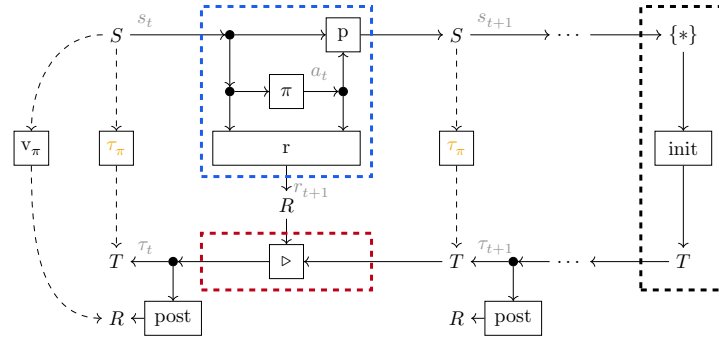 s_t s_{t+1}
S p S ··· {*}
a_t
π
v_π τ_π r τ_π init
r_{t+1}
R
τ_t τ_{t+1}
T ▷ T ··· T
R post R post